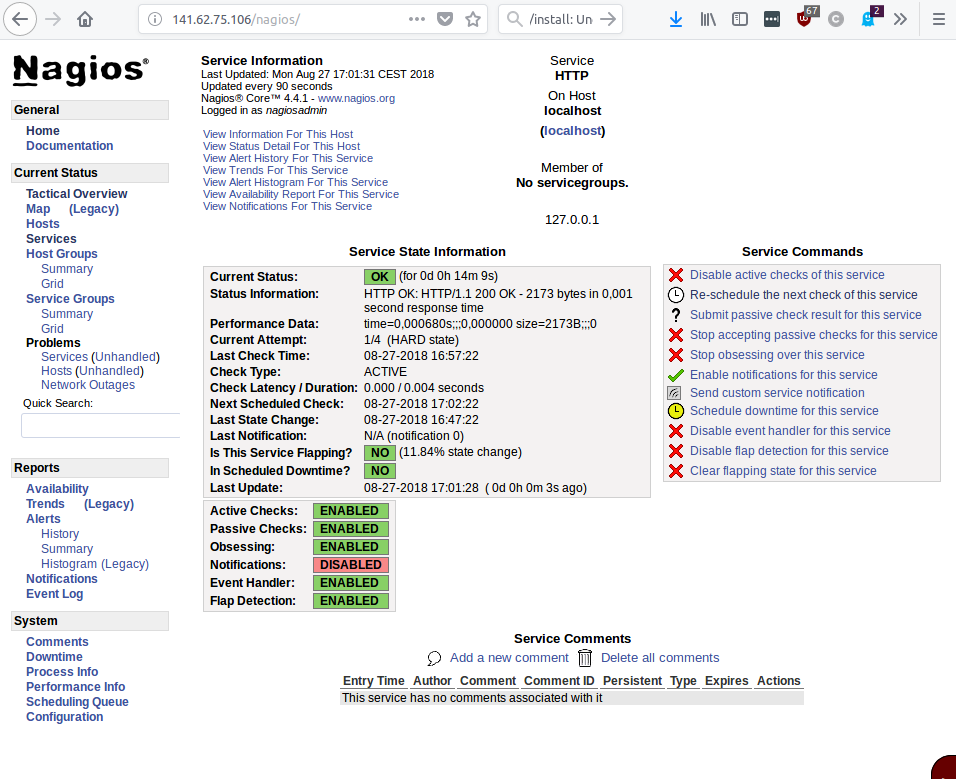 141.62.75.106/nagios/
/install: Un
67
2
Nagios®
General
Home
Documentation
Current Status
Tactical Overview
Map (Legacy)
Hosts
Services
Host Groups
Summary
Grid
Service Groups
Summary
Grid
Problems
Services (Unhandled)
Hosts (Unhandled)
Network Outages
Quick Search:
Reports
Availability
Trends (Legacy)
Alerts
History
Summary
Histogram (Legacy)
Notifications
Event Log
System
Comments
Downtime
Process Info
Performance Info
Scheduling Queue
Configuration
Service Information
Last Updated: Mon Aug 27 17:01:31 CEST 2018
Updated every 90 seconds
Nagios® Core™ 4.4.1 - www.nagios.org
Logged in as nagiosadmin
View Information For This Host
View Status Detail For This Host
View Alert History For This Service
View Trends For This Service
View Alert Histogram For This Service
View Availability Report For This Service
View Notifications For This Service
Service
HTTP
On Host
localhost
(localhost)
Member of
No servicegroups.
127.0.0.1
Service State Information
Current Status: OK (for 0d 0h 14m 9s)
Status Information: HTTP OK: HTTP/1.1 200 OK - 2173 bytes in 0,001
second response time
Performance Data: time=0,000680s;;;0,000000 size=2173B;;;0
Current Attempt: 1/4 (HARD state)
Last Check Time: 08-27-2018 16:57:22
Check Type: ACTIVE
Check Latency / Duration: 0.000 / 0.004 seconds
Next Scheduled Check: 08-27-2018 17:02:22
Last State Change: 08-27-2018 16:47:22
Last Notification: N/A (notification 0)
Is This Service Flapping? NO (11.84% state change)
In Scheduled Downtime? NO
Last Update: 08-27-2018 17:01:28 ( 0d 0h 0m 3s ago)
Active Checks: ENABLED
Passive Checks: ENABLED
Obsessing: ENABLED
Notifications: DISABLED
Event Handler: ENABLED
Flap Detection: ENABLED
Service Commands
Disable active checks of this service
Re-schedule the next check of this service
? Submit passive check result for this service
Stop accepting passive checks for this service
Stop obsessing over this service
Enable notifications for this service
Send custom service notification
Schedule downtime for this service
Disable event handler for this service
Disable flap detection for this service
Clear flapping state for this service
Service Comments
Add a new comment Delete all comments
Entry Time Author Comment Comment ID Persistent Type Expires Actions
This service has no comments associated with it